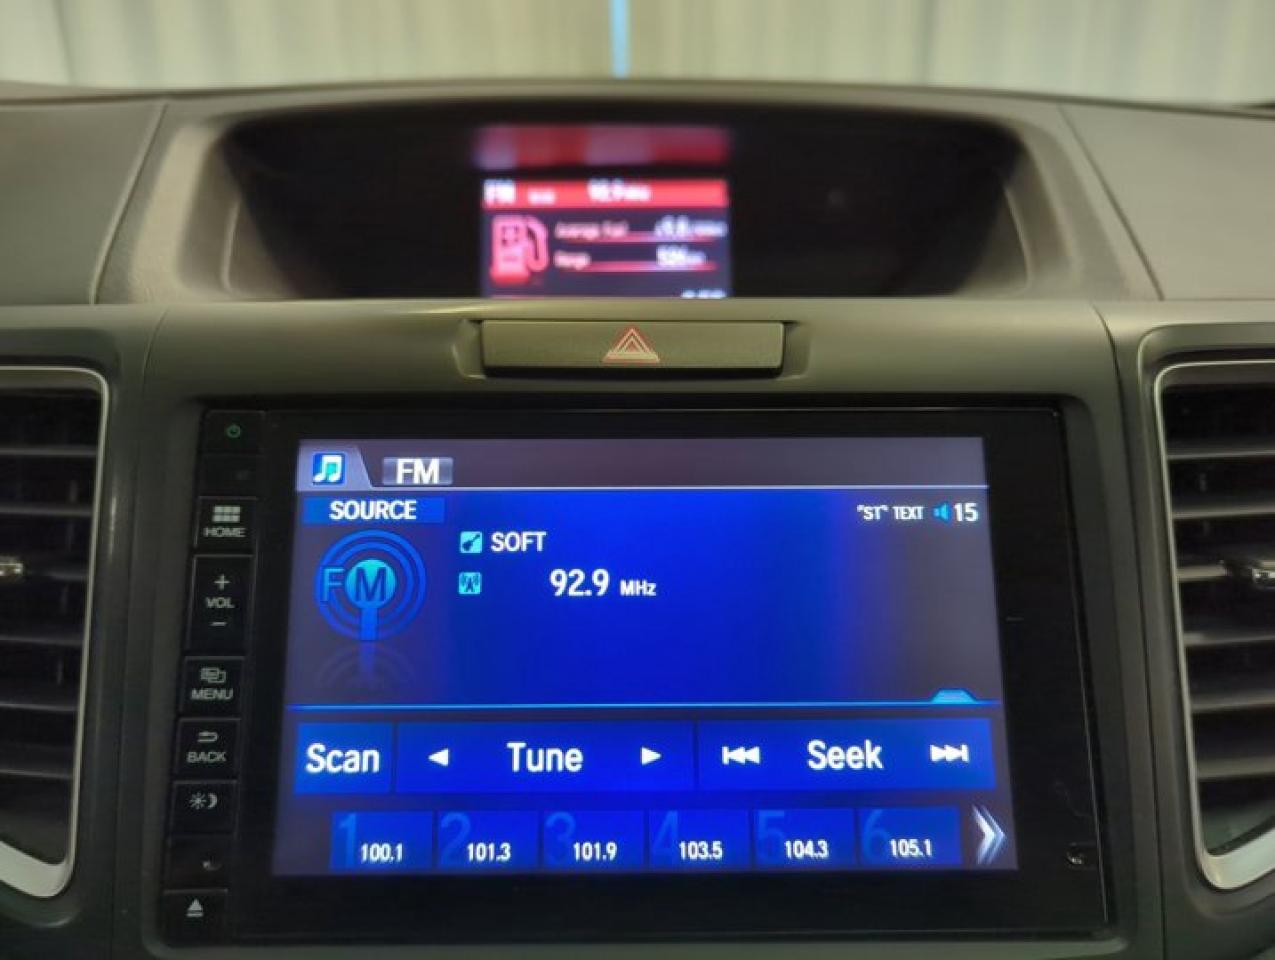 FM
FM
SOURCE
"ST" TEXT 15
FM
SOFT
92.9 MHz
HOME
+
VOL
−
MENU
BACK
Scan Tune Seek
1 100.1 2 101.3 3 101.9 4 103.5 5 104.3 6 105.1